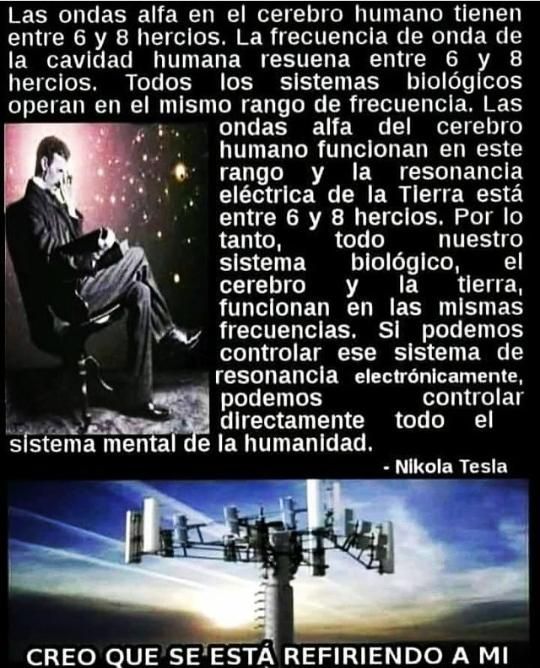 Las ondas alfa en el cerebro humano tienen
entre 6 y 8 hercios. La frecuencia de onda de
la cavidad humana resuena entre 6 y 8
hercios. Todos los sistemas biológicos
operan en el mismo rango de frecuencia. Las
ondas alfa del cerebro
humano funcionan en este
rango y la resonancia
eléctrica de la Tierra está
entre 6 y 8 hercios. Por lo
tanto, todo nuestro
sistema biológico, el
cerebro y la tierra,
funcionan en las mismas
frecuencias. Si podemos
controlar ese sistema de
resonancia electrónicamente,
podemos controlar
directamente todo el
sistema mental de la humanidad.
- Nikola Tesla
CREO QUE SE ESTÁ REFIRIENDO A MI